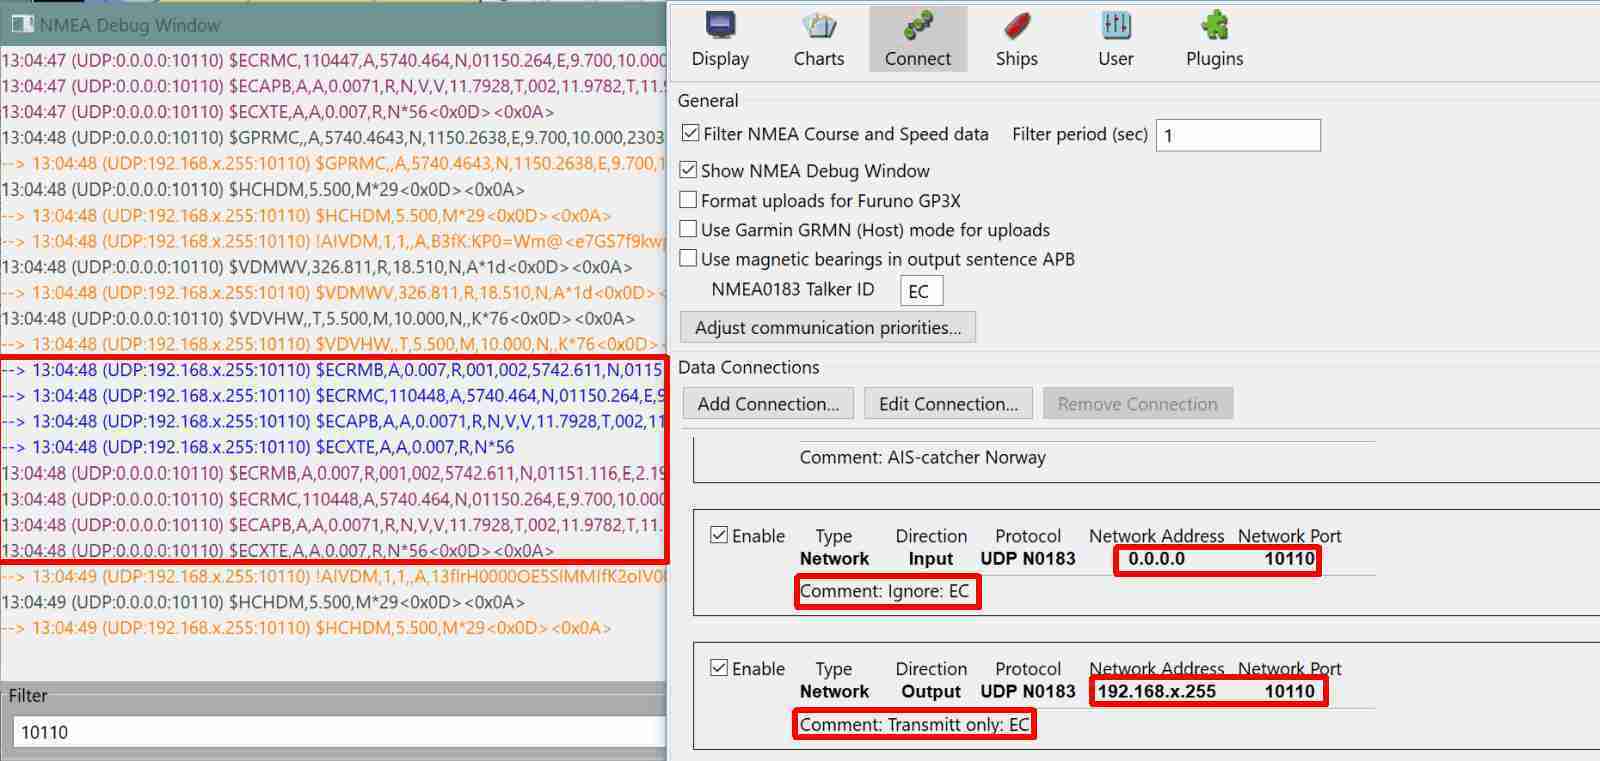 NMEA Debug Window
13:04:47 (UDP:0.0.0.0:10110) $ECRMC,110447,A,5740.464,N,01150.264,E,9.700,10.000
13:04:47 (UDP:0.0.0.0:10110) $ECAPB,A,A,0.0071,R,N,V,V,11.7928,T,002,11.9782,T,11.9
13:04:47 (UDP:0.0.0.0:10110) $ECXTE,A,A,0.007,R,N*56<0x0D><0x0A>
13:04:48 (UDP:0.0.0.0:10110) $GPRMC,,A,5740.4643,N,1150.2638,E,9.700,10.000,2303
--> 13:04:48 (UDP:192.168.x.255:10110) $GPRMC,,A,5740.4643,N,1150.2638,E,9.700,1
13:04:48 (UDP:0.0.0.0:10110) $HCHDM,5.500,M*29<0x0D><0x0A>
--> 13:04:48 (UDP:192.168.x.255:10110) $HCHDM,5.500,M*29<0x0D><0x0A>
--> 13:04:48 (UDP:192.168.x.255:10110) !AIVDM,1,1,,A,B3fK:KP0=Wm@<e7GS7f9kwp
13:04:48 (UDP:0.0.0.0:10110) $VDMWV,326.811,R,18.510,N,A*1d<0x0D><0x0A>
--> 13:04:48 (UDP:192.168.x.255:10110) $VDMWV,326.811,R,18.510,N,A*1d<0x0D><
13:04:48 (UDP:0.0.0.0:10110) $VDVHW,,T,5.500,M,10.000,N,,K*76<0x0D><0x0A>
--> 13:04:48 (UDP:192.168.x.255:10110) $VDVHW,,T,5.500,M,10.000,N,,K*76<0x0D>
--> 13:04:48 (UDP:192.168.x.255:10110) $ECRMB,A,0.007,R,001,002,5742.611,N,0115
--> 13:04:48 (UDP:192.168.x.255:10110) $ECRMC,110448,A,5740.464,N,01150.264,E,9
--> 13:04:48 (UDP:192.168.x.255:10110) $ECAPB,A,A,0.0071,R,N,V,V,11.7928,T,002,11
--> 13:04:48 (UDP:192.168.x.255:10110) $ECXTE,A,A,0.007,R,N*56
13:04:48 (UDP:0.0.0.0:10110) $ECRMB,A,0.007,R,001,002,5742.611,N,01151.116,E,2.19
13:04:48 (UDP:0.0.0.0:10110) $ECRMC,110448,A,5740.464,N,01150.264,E,9.700,10.000
13:04:48 (UDP:0.0.0.0:10110) $ECAPB,A,A,0.0071,R,N,V,V,11.7928,T,002,11.9782,T,11.
13:04:48 (UDP:0.0.0.0:10110) $ECXTE,A,A,0.007,R,N*56<0x0D><0x0A>
--> 13:04:49 (UDP:192.168.x.255:10110)
13:04:49 (UDP:0.0.0.0:10110) $HCHDM,5.500,M*29<0x0D><0x0A>
--> 13:04:49 (UDP:192.168.x.255:10110) $HCHDM,5.500,M*29<0x0D><0x0A>
Filter
10110
Display Charts Connect Ships User Plugins
General
Filter NMEA Course and Speed data Filter period (sec) 1
Show NMEA Debug Window
Format uploads for Furuno GP3X
Use Garmin GRMN (Host) mode for uploads
Use magnetic bearings in output sentence APB
NMEA0183 Talker ID EC
Adjust communication priorities...
Data Connections
Add Connection... Edit Connection... Remove Connection
Comment: AIS-catcher Norway
Enable Type Direction Protocol Network Address Network Port
Network Input UDP N0183 0.0.0.0 10110
Comment: Ignore: EC
Enable Type Direction Protocol Network Address Network Port
Network Output UDP N0183 192.168.x.255 10110
Comment: Transmitt only: EC